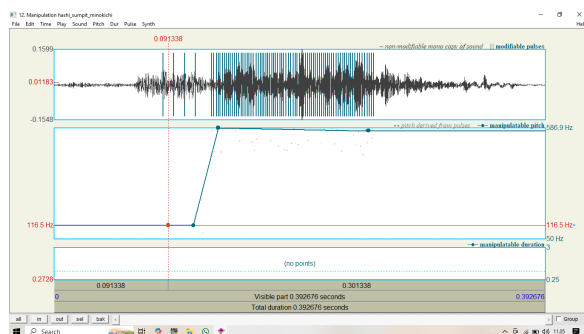 12. Manipulation hashi_sumpit_minokichi
File Edit Time Play Sound Pitch Dur Pulse Synth Hel
0.091338
0.1599
-- non-modifiable mono copy of sound || modifiable pulses
0.01183
-0.1548
•• pitch derived from pulses manipulatable pitch
586.9 Hz
116.5 Hz
116.5 Hz
50 Hz
manipulatable duration
3
(no points)
0.2726
0.25
0.091338 0.301338
0 Visible part 0.392676 seconds 0.392676
Total duration 0.392676 seconds
all in out sel bak Group
Search
11.05